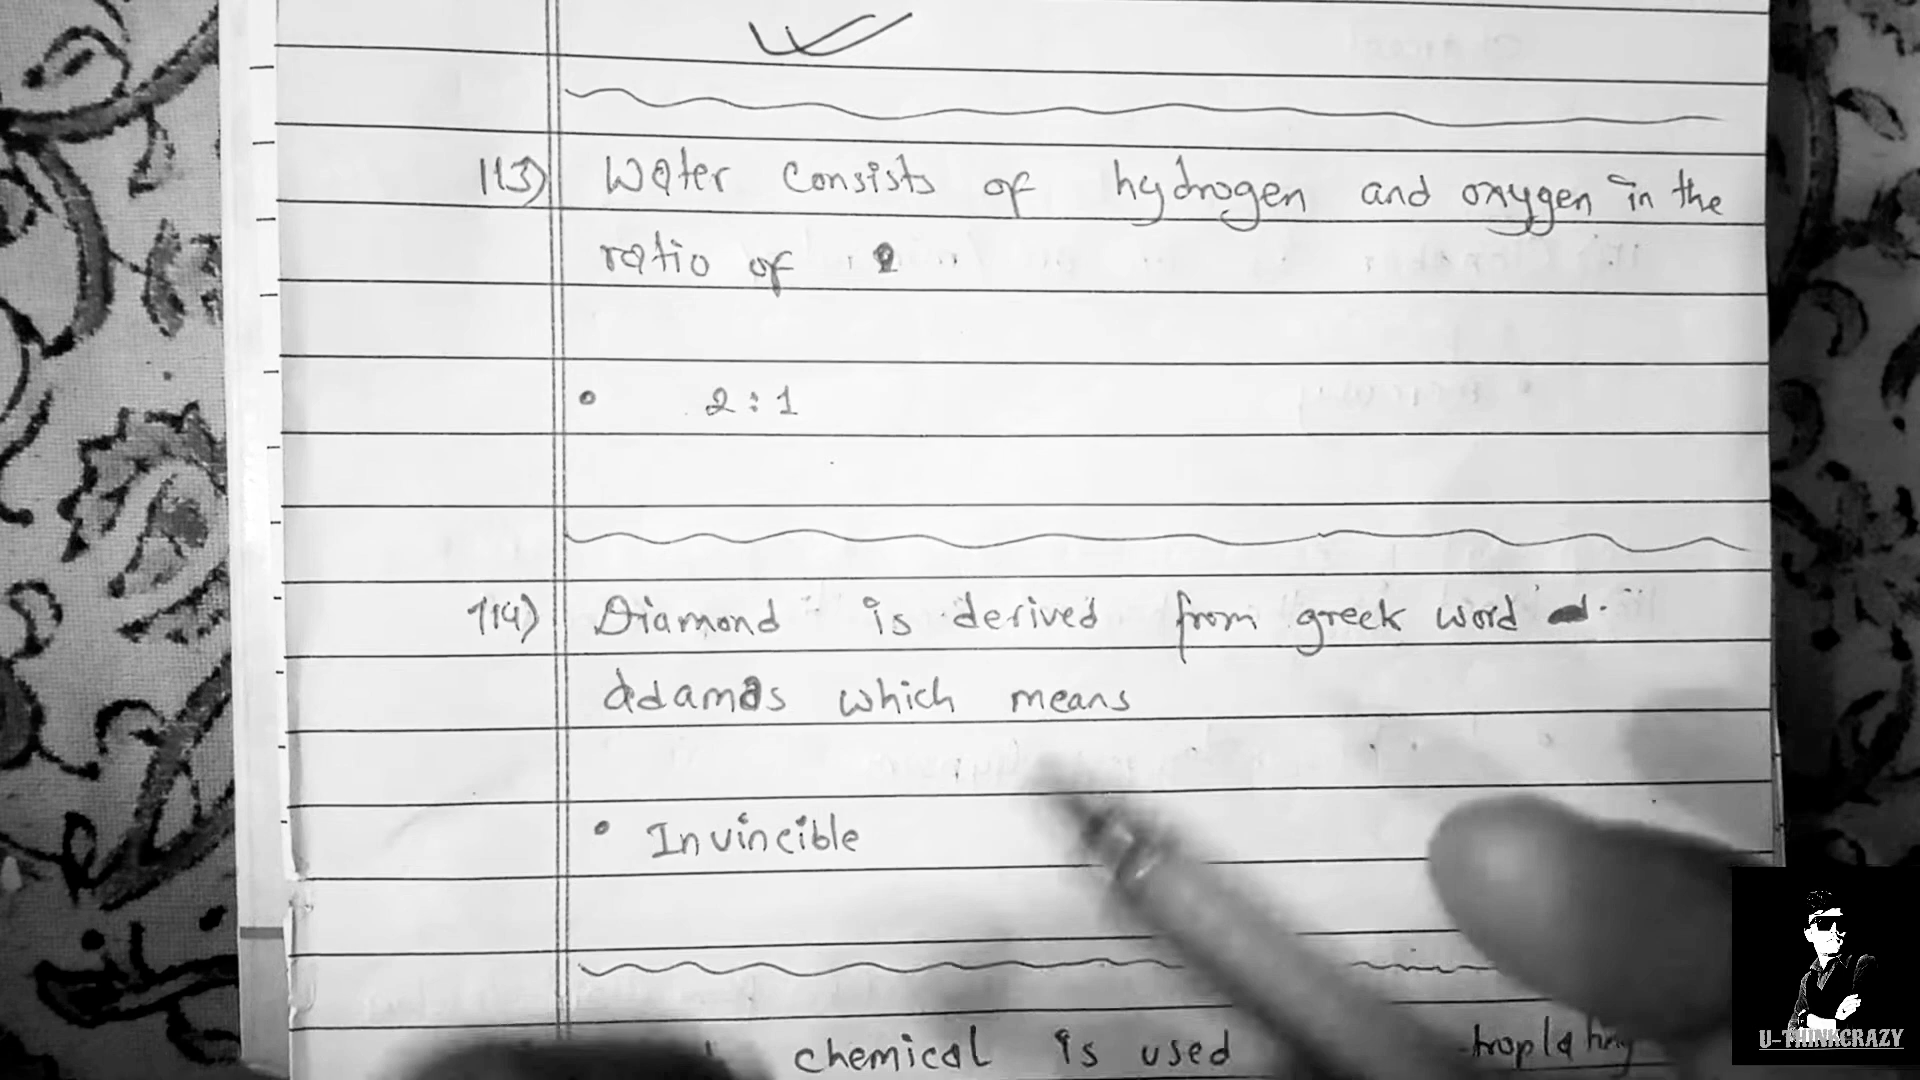 113) Water consists of hydrogen and oxygen in the
ratio of 2
• 2:1
114) Diamond is derived from greek word
adamas which means
• Invincible
chemical is used
U-THINKCRAZY